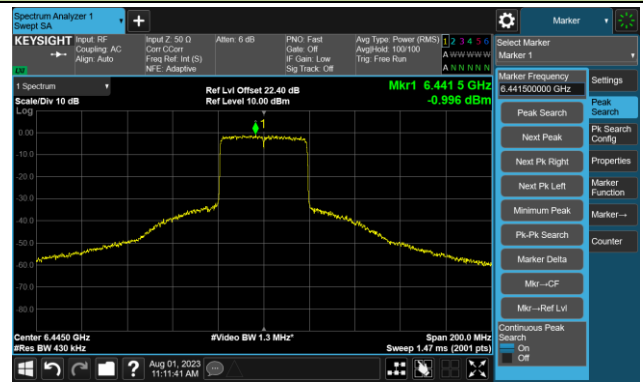 Spectrum Analyzer 1
Swept SA
Marker
KEYSIGHT
Input: RF
Coupling: AC
Align: Auto
Input Z: 50 Ω
Corr CCorr
Freq Ref: Int (S)
NFE: Adaptive
Atten: 6 dB
PNO: Fast
Gate: Off
IF Gain: Low
Sig Track: Off
Avg Type: Power (RMS)
Avg|Hold: 100/100
Trig: Free Run
1 2 3 4 5 6
A W W W W W
A N N N N N
LXI
Select Marker
Marker 1
1 Spectrum
Scale/Div 10 dB
Log
Ref Lvl Offset 22.40 dB
Ref Level 10.00 dBm
Mkr1 6.441 5 GHz
-0.996 dBm
1
0.00
-10.0
-20.0
-30.0
-40.0
-50.0
-60.0
-70.0
-80.0
Center 6.4450 GHz
#Res BW 430 kHz
#Video BW 1.3 MHz*
Span 200.0 MHz
Sweep 1.47 ms (2001 pts)
Marker Frequency
6.441500000 GHz
Peak Search
Next Peak
Next Pk Right
Next Pk Left
Minimum Peak
Pk-Pk Search
Marker Delta
Mkr→CF
Mkr→Ref Lvl
Continuous Peak
Search
On
Off
Settings
Peak
Search
Pk Search
Config
Properties
Marker
Function
Marker→
Counter
?
Aug 01, 2023
11:11:41 AM